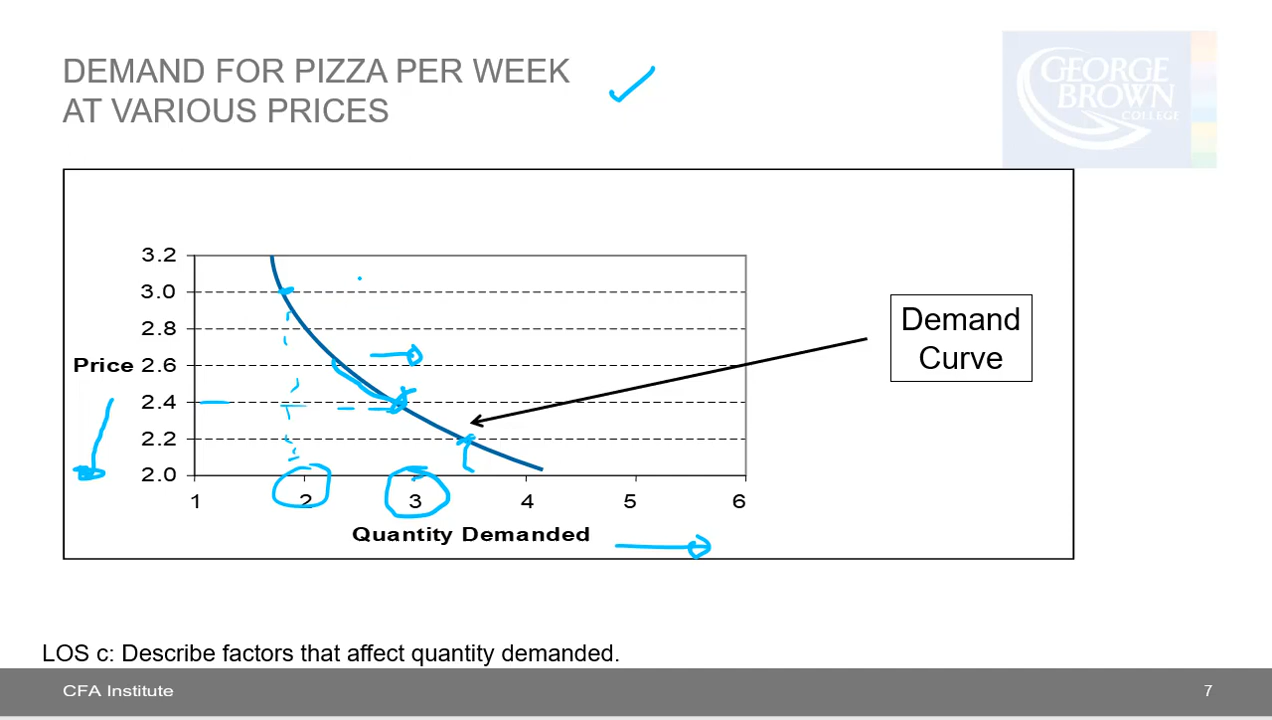 DEMAND FOR PIZZA PER WEEK
AT VARIOUS PRICES
GEORGE
BROWN
COLLEGE
3.2
3.0
2.8
Price 2.6
2.4
2.2
2.0
1 2 3 4 5 6
Quantity Demanded
Demand
Curve
LOS c: Describe factors that affect quantity demanded.
CFA Institute 7